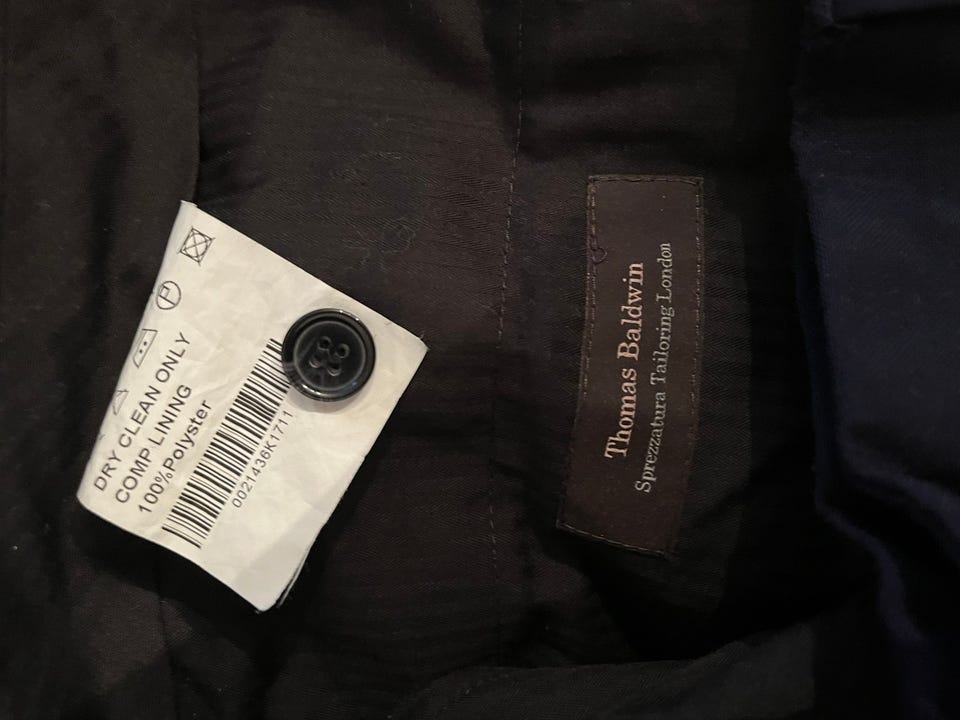 DRY CLEAN ONLY
COMP LINING
100%Polyster
0021436K1711
Thomas Baldwin
Sprezzatura Tailoring London